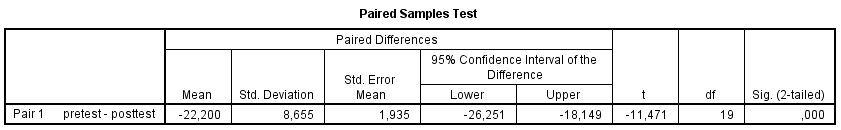 Paired Samples Test
Paired Differences
95% Confidence Interval of the
Difference
Std. Error
Mean Std. Deviation Mean Lower Upper t df Sig. (2-tailed)
Pair 1 pretest - posttest -22,200 8,655 1,935 -26,251 -18,149 -11,471 19 ,000